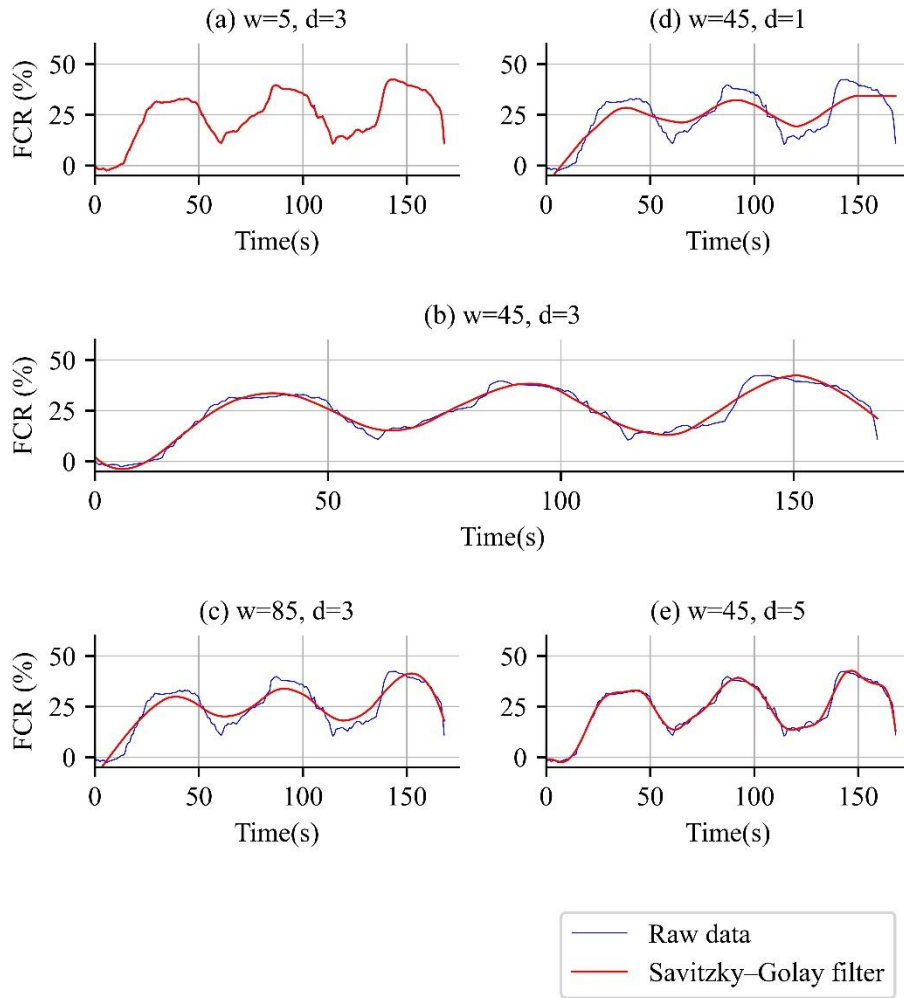 (a) w=5, d=3
FCR (%)
50
25
0
0 50 100 150
Time(s)
(d) w=45, d=1
50
25
0
0 50 100 150
Time(s)
(b) w=45, d=3
FCR (%)
50
25
0
0 50 100 150
Time(s)
(c) w=85, d=3
FCR (%)
50
25
0
0 50 100 150
Time(s)
(e) w=45, d=5
50
25
0
0 50 100 150
Time(s)
Raw data
Savitzky–Golay filter